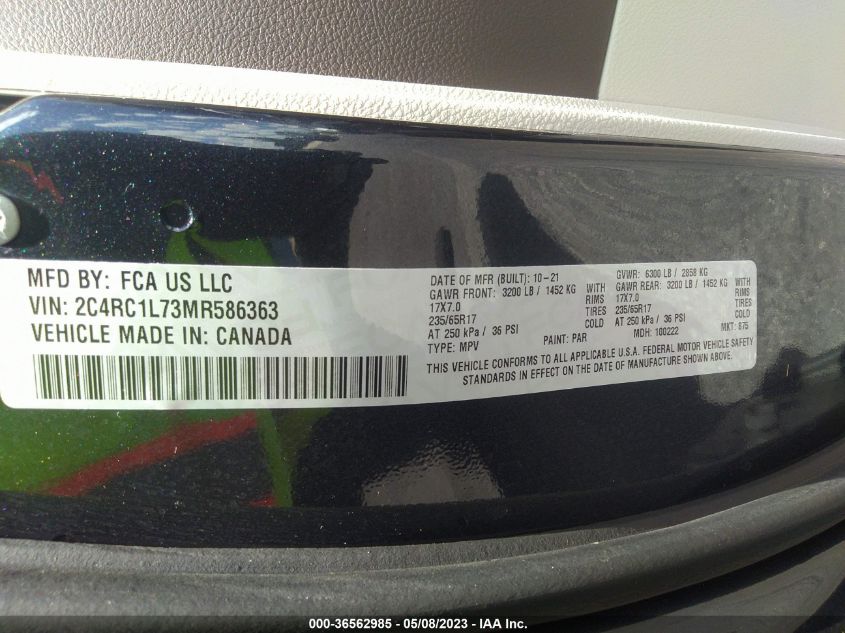 MFD BY: FCA US LLC
VIN: 2C4RC1L73MR586363
VEHICLE MADE IN: CANADA
DATE OF MFR (BUILT): 10-21
GAWR FRONT: 3200 LB / 1452 KG WITH
17X7.0 RIMS
235/65R17 TIRES
AT 250 kPa / 36 PSI COLD
TYPE: MPV PAINT: PAR
GVWR: 6300 LB / 2858 KG
GAWR REAR: 3200 LB / 1452 KG WITH
17X7.0 RIMS
235/65R17 TIRES
AT 250 kPa / 36 PSI COLD
MDH: 100222 MKT: 875
THIS VEHICLE CONFORMS TO ALL APPLICABLE U.S.A. FEDERAL MOTOR VEHICLE SAFETY
STANDARDS IN EFFECT ON THE DATE OF MANUFACTURE SHOWN ABOVE.
000-36562985 - 05/08/2023 - IAA Inc.